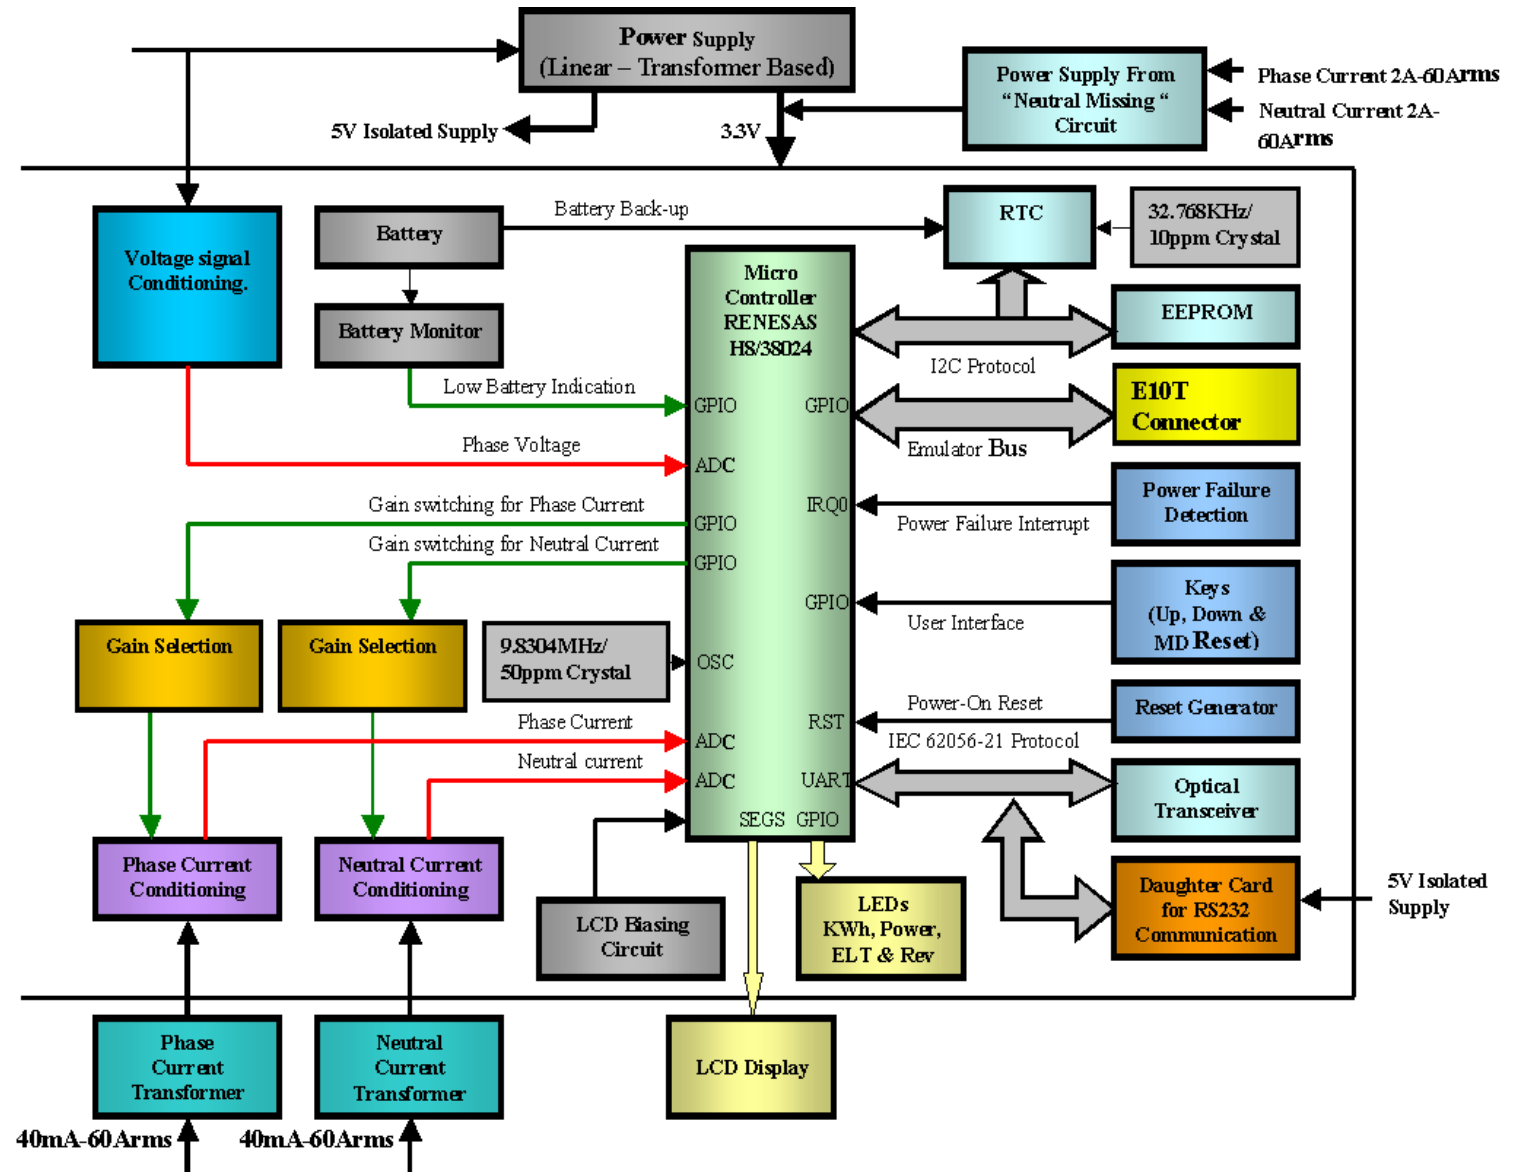 Power Supply
(Linear – Transformer Based)
Power Supply From
“Neutral Missing “
Circuit
Phase Current 2A-60Arms
Neutral Current 2A-
60Arms
5V Isolated Supply
3.3V
Voltage signal
Conditioning.
Battery
Battery Back-up
RTC
32.768KHz/
10ppm Crystal
Battery Monitor
Micro
Controller
RENESAS
H8/38024
EEPROM
I2C Protocol
Low Battery Indication
GPIO
GPIO
E10T
Connector
Emulator Bus
Phase Voltage
ADC
Gain switching for Phase Current
GPIO
IRQ0
Power Failure Interrupt
Power Failure
Detection
Gain switching for Neutral Current
GPIO
GPIO
User Interface
Keys
(Up, Down &
MD Reset)
Gain Selection
Gain Selection
9.8304MHz/
50ppm Crystal
OSC
Power-On Reset
RST
Reset Generator
Phase Current
ADC
IEC 62056-21 Protocol
Neutral current
ADC
UART
Optical
Transceiver
SEGS GPIO
Phase Current
Conditioning
Neutral Current
Conditioning
LCD Biasing
Circuit
LEDs
KWh, Power,
ELT & Rev
Daughter Card
for RS232
Communication
5V Isolated
Supply
Phase
Current
Transformer
Neutral
Current
Transformer
LCD Display
40mA-60Arms
40mA-60Arms